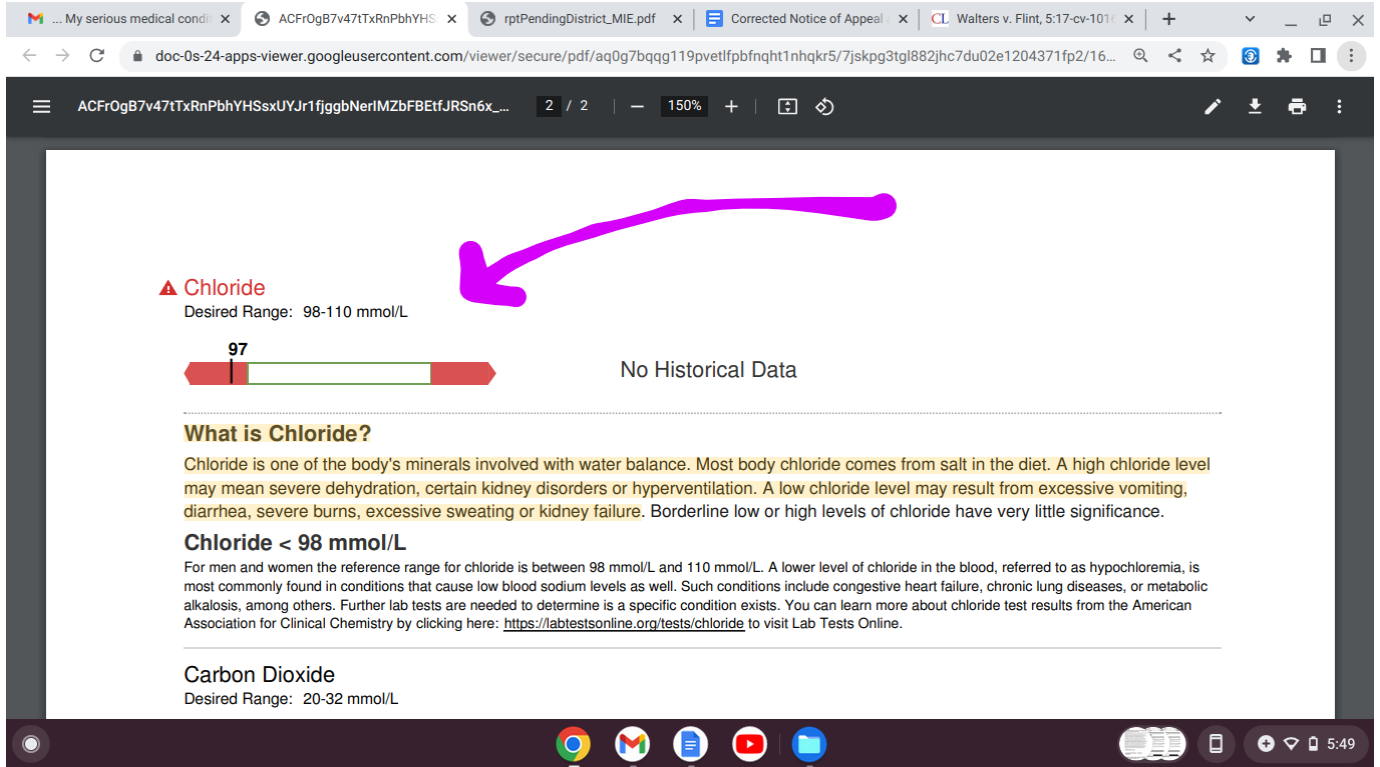 ... My serious medical condi
ACFrOgB7v47tTxRnPbhYHS
rptPendingDistrict_MIE.pdf
Corrected Notice of Appeal
CL Walters v. Flint, 5:17-cv-1016
doc-0s-24-apps-viewer.googleusercontent.com/viewer/secure/pdf/aq0g7bqqg119pvetlfpbfnqht1nhqkr5/7jskpg3tgl882jhc7du02e1204371fp2/16...
ACFrOgB7v47tTxRnPbhYHSsxUYJr1fjggbNerIMZbFBEtfJRSn6x_...
2 / 2
150%
Chloride
Desired Range: 98-110 mmol/L
97
No Historical Data
What is Chloride?
Chloride is one of the body's minerals involved with water balance. Most body chloride comes from salt in the diet. A high chloride level
may mean severe dehydration, certain kidney disorders or hyperventilation. A low chloride level may result from excessive vomiting,
diarrhea, severe burns, excessive sweating or kidney failure. Borderline low or high levels of chloride have very little significance.
Chloride < 98 mmol/L
For men and women the reference range for chloride is between 98 mmol/L and 110 mmol/L. A lower level of chloride in the blood, referred to as hypochloremia, is
most commonly found in conditions that cause low blood sodium levels as well. Such conditions include congestive heart failure, chronic lung diseases, or metabolic
alkalosis, among others. Further lab tests are needed to determine is a specific condition exists. You can learn more about chloride test results from the American
Association for Clinical Chemistry by clicking here: https://labtestsonline.org/tests/chloride to visit Lab Tests Online.
Carbon Dioxide
Desired Range: 20-32 mmol/L
5:49